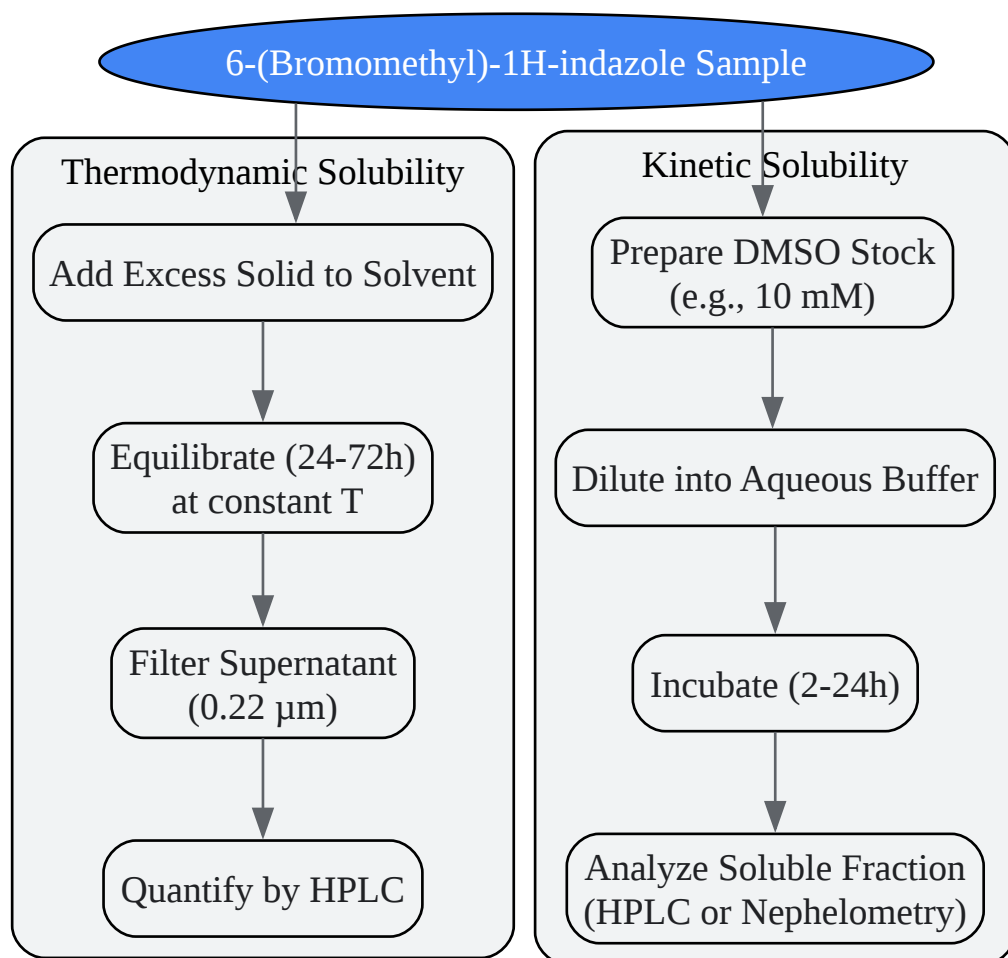 6-(Bromomethyl)-1H-indazole Sample
Thermodynamic Solubility
Add Excess Solid to Solvent
Equilibrate (24-72h)
at constant T
Filter Supernatant
(0.22 µm)
Quantify by HPLC
Kinetic Solubility
Prepare DMSO Stock
(e.g., 10 mM)
Dilute into Aqueous Buffer
Incubate (2-24h)
Analyze Soluble Fraction
(HPLC or Nephelometry)